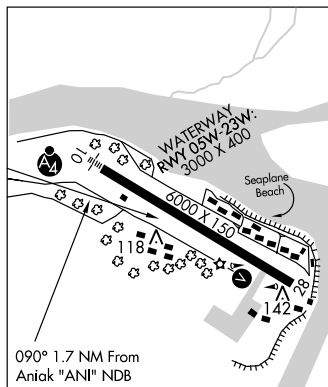 WATERWAY
RWY 05W-23W:
3000 X 400
A4
10
Seaplane
Beach
6000 X 150
118
V
28
142
090° 1.7 NM From
Aniak "ANI" NDB